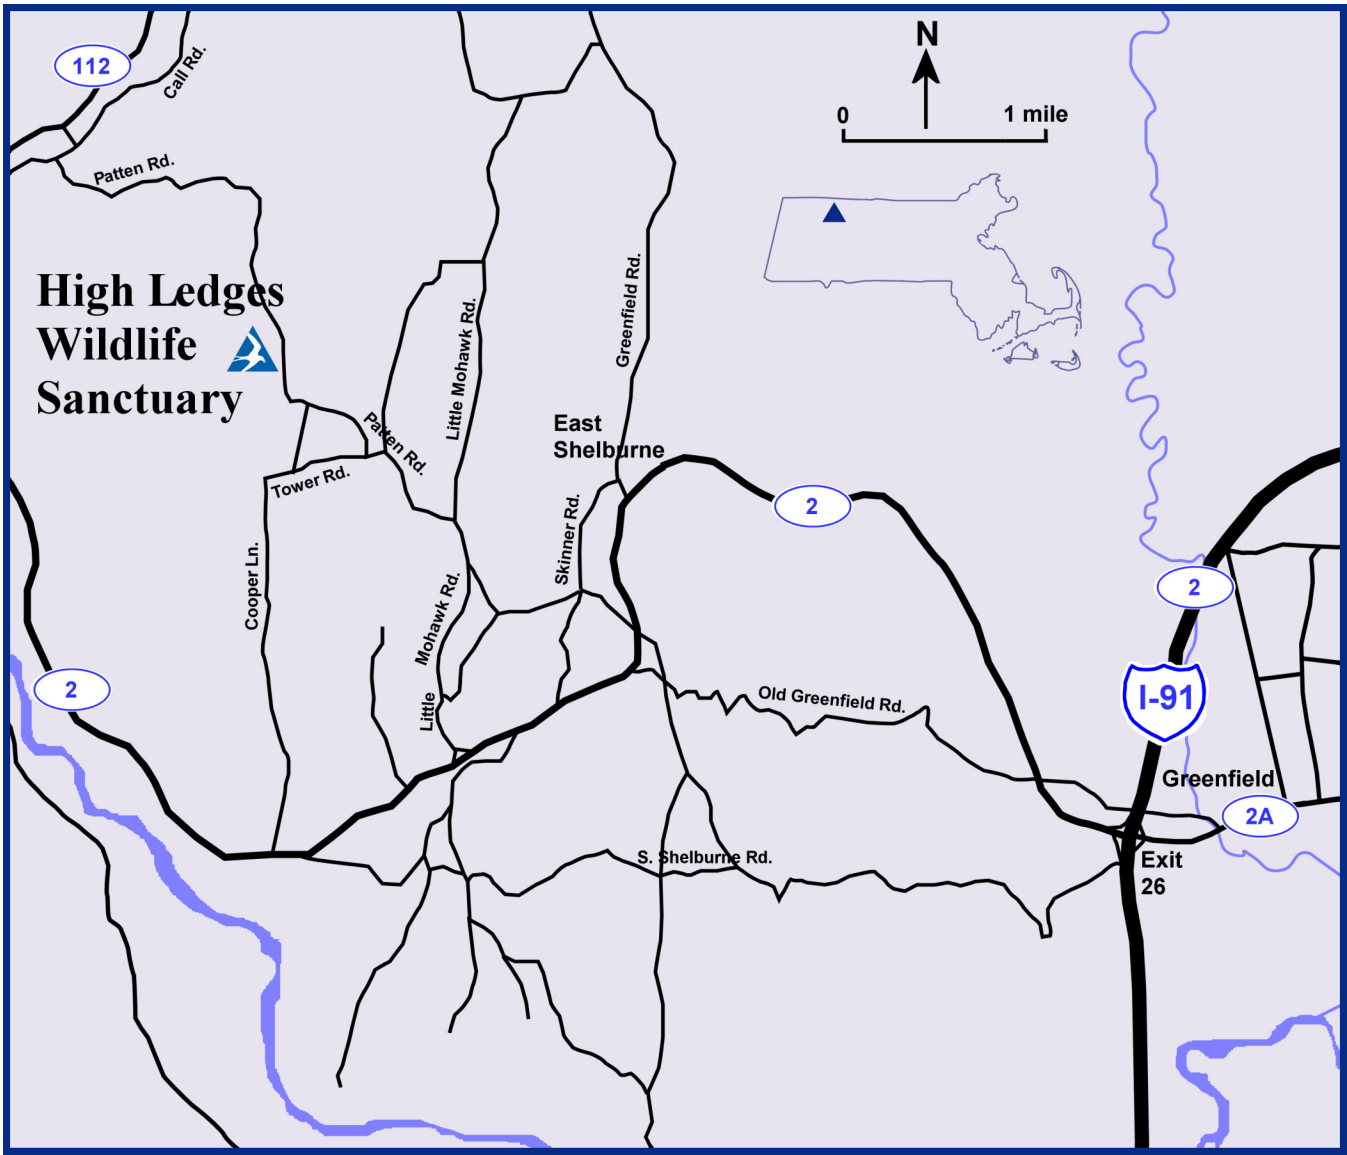 112
Call Rd.
N
0
1 mile
Patten Rd.
High Ledges
Wildlife
Sanctuary
Greenfield Rd.
Little Mohawk Rd.
East
Shelburne
Patten Rd.
Tower Rd.
2
Skinner Rd.
Cooper Ln.
2
Little Mohawk Rd.
2
I-91
Old Greenfield Rd.
Greenfield
2A
S. Shelburne Rd.
Exit
26